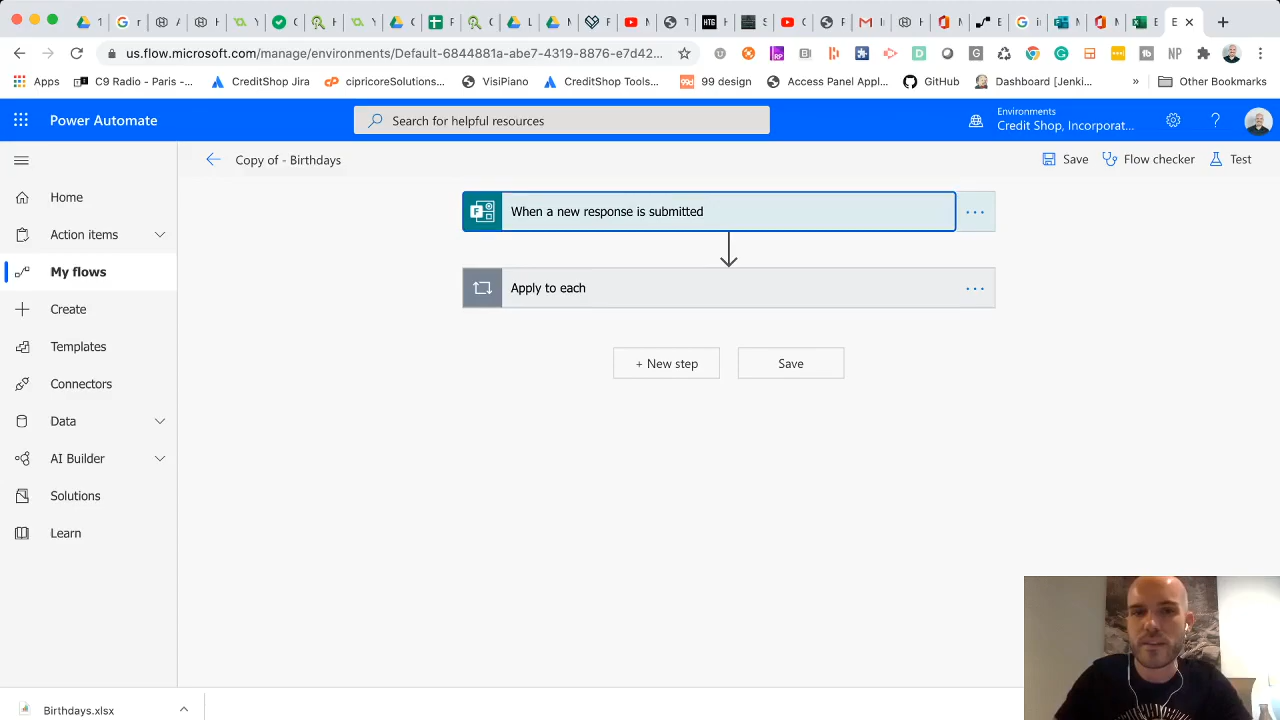 us.flow.microsoft.com/manage/environments/Default-6844881a-abe7-4319-8876-e7d42...
Apps
C9 Radio - Paris -...
CreditShop Jira
cipricoreSolutions...
VisiPiano
CreditShop Tools...
99 design
Access Panel Appl...
GitHub
Dashboard [Jenki...
»
Other Bookmarks
Power Automate
Search for helpful resources
Environments
Credit Shop, Incorporat...
Copy of - Birthdays
Save
Flow checker
Test
Home
Action items
My flows
Create
Templates
Connectors
Data
AI Builder
Solutions
Learn
When a new response is submitted
...
Apply to each
...
+ New step
Save
Birthdays.xlsx